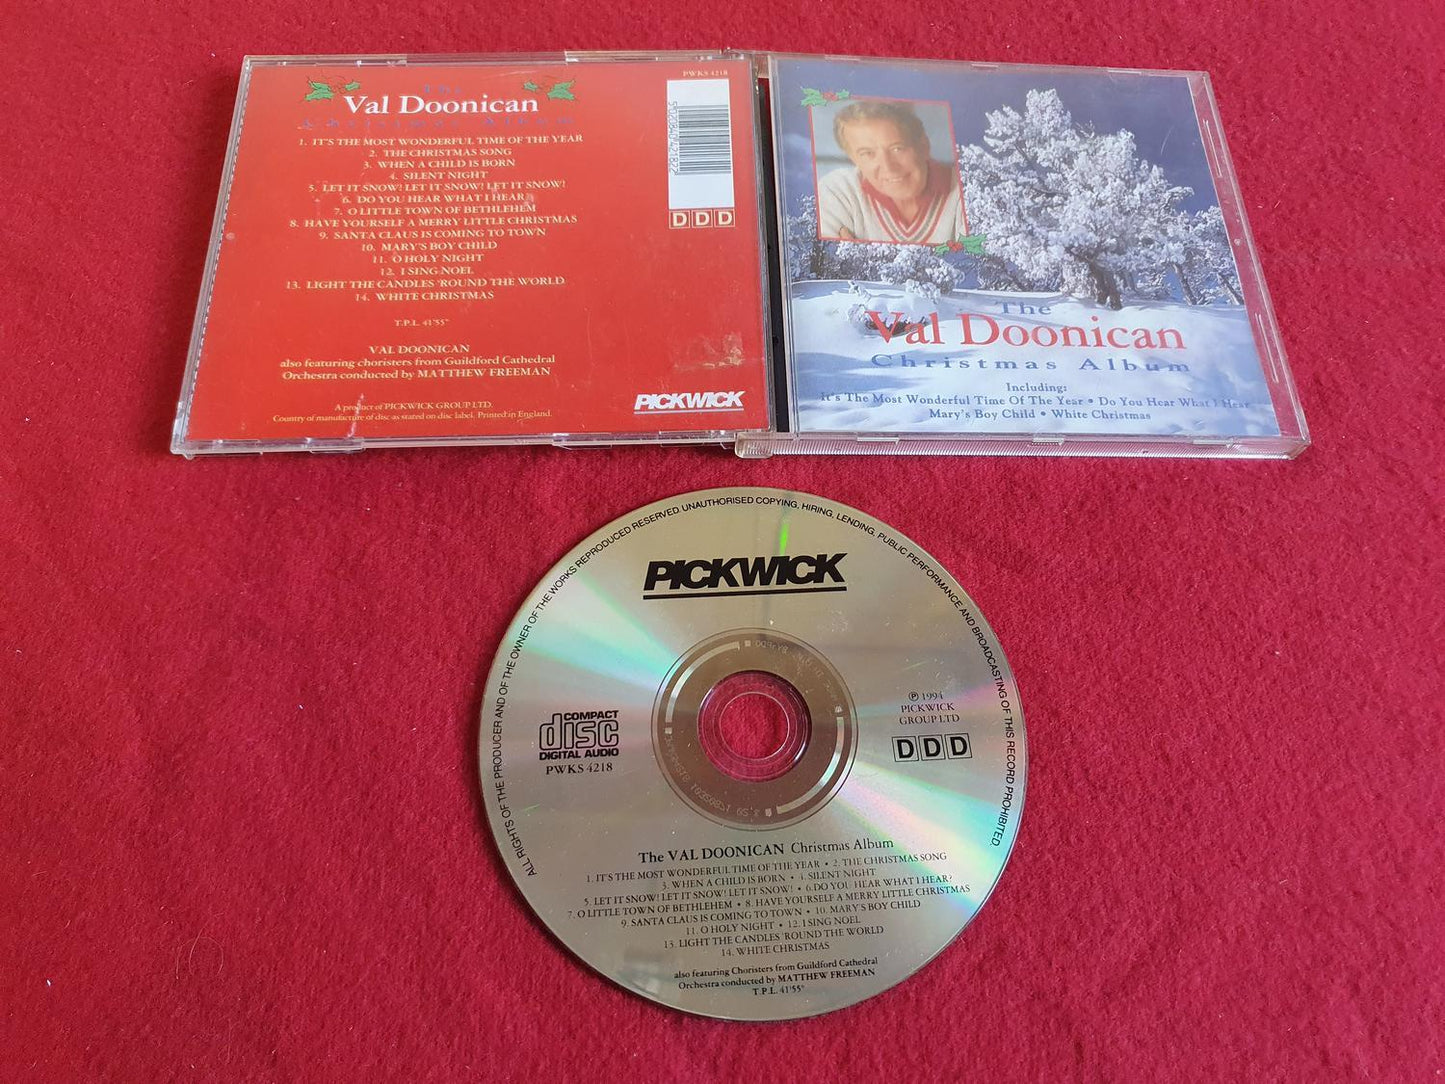 PWKS 4218
The
Val Doonican
Christmas Album
1. IT'S THE MOST WONDERFUL TIME OF THE YEAR
2. THE CHRISTMAS SONG
3. WHEN A CHILD IS BORN
4. SILENT NIGHT
5. LET IT SNOW! LET IT SNOW! LET IT SNOW!
6. DO YOU HEAR WHAT I HEAR?
7. O LITTLE TOWN OF BETHLEHEM
8. HAVE YOURSELF A MERRY LITTLE CHRISTMAS
9. SANTA CLAUS IS COMING TO TOWN
10. MARY'S BOY CHILD
11. O HOLY NIGHT
12. I SING NOEL
13. LIGHT THE CANDLES 'ROUND THE WORLD
14. WHITE CHRISTMAS
T.P.L. 41'55"
VAL DOONICAN
also featuring choristers from Guildford Cathedral
Orchestra conducted by MATTHEW FREEMAN
A product of PICKWICK GROUP LTD.
Country of manufacture of disc as stated on disc label. Printed in England.
DDD
PICKWICK
The
Val Doonican
Christmas Album
Including:
It's The Most Wonderful Time Of The Year • Do You Hear What I Hear
Mary's Boy Child • White Christmas
ALL RIGHTS OF THE PRODUCER AND OF THE OWNER OF THE WORKS REPRODUCED RESERVED. UNAUTHORISED COPYING, HIRING, LENDING, PUBLIC PERFORMANCE AND BROADCASTING OF THIS RECORD PROHIBITED.
PICKWICK
COMPACT
disc
DIGITAL AUDIO
PWKS 4218
℗ 1994
PICKWICK
GROUP LTD
DDD
The VAL DOONICAN Christmas Album
1. IT'S THE MOST WONDERFUL TIME OF THE YEAR • 2. THE CHRISTMAS SONG
3. WHEN A CHILD IS BORN • 4. SILENT NIGHT
5. LET IT SNOW! LET IT SNOW! LET IT SNOW! • 6. DO YOU HEAR WHAT I HEAR?
7. O LITTLE TOWN OF BETHLEHEM • 8. HAVE YOURSELF A MERRY LITTLE CHRISTMAS
9. SANTA CLAUS IS COMING TO TOWN • 10. MARY'S BOY CHILD
11. O HOLY NIGHT • 12. I SING NOEL
13. LIGHT THE CANDLES 'ROUND THE WORLD
14. WHITE CHRISTMAS
also featuring Choristers from Guildford Cathedral
Orchestra conducted by MATTHEW FREEMAN
T.P.L. 41'55"